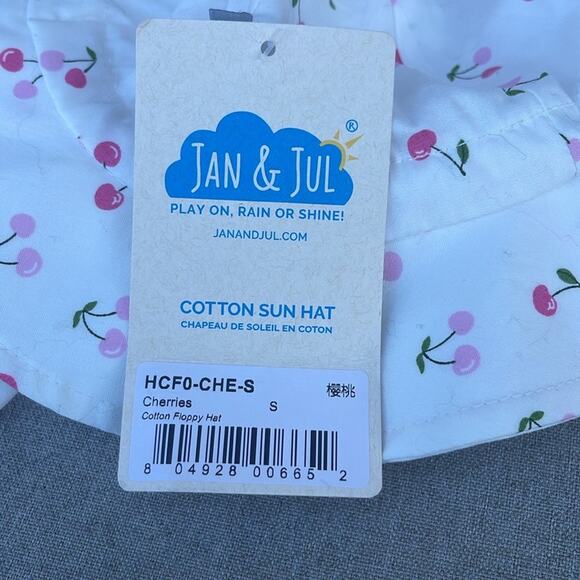 JAN & JUL ®
PLAY ON, RAIN OR SHINE!
JANANDJUL.COM
COTTON SUN HAT
CHAPEAU DE SOLEIL EN COTON
HCF0-CHE-S 櫻桃
Cherries S
Cotton Floppy Hat
8 04928 00665 2